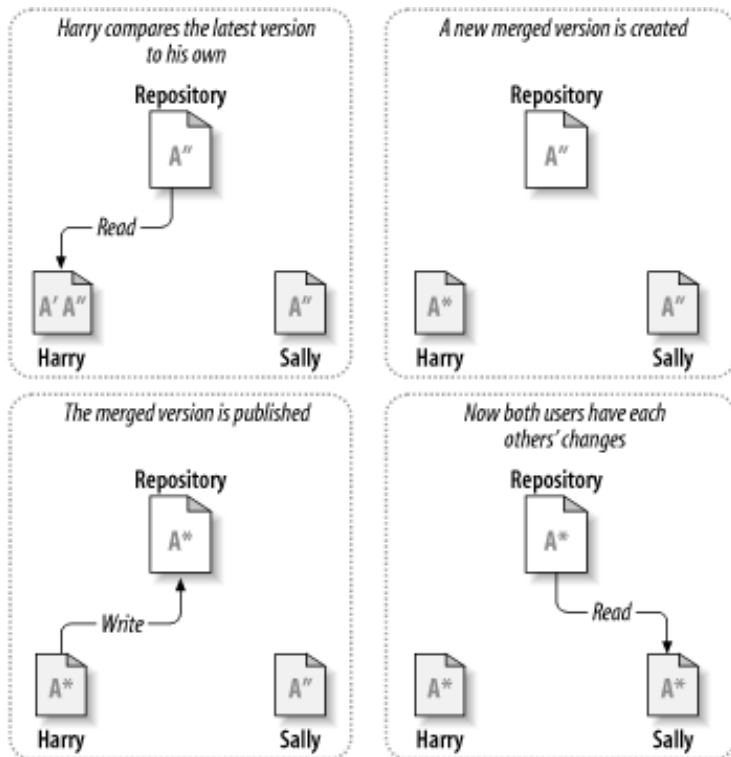 Harry compares the latest version
to his own
Repository
A″
Read
A′ A″
A″
Harry
Sally
A new merged version is created
Repository
A″
A*
A″
Harry
Sally
The merged version is published
Repository
A*
Write
A*
A″
Harry
Sally
Now both users have each
others’ changes
Repository
A*
Read
A*
A*
Harry
Sally